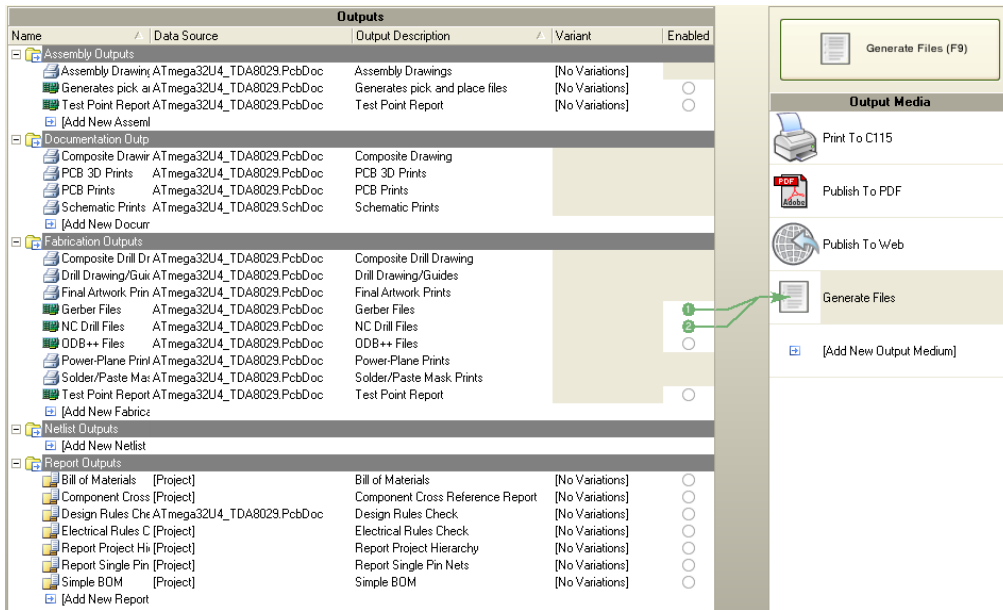 Outputs
Name Data Source Output Description Variant Enabled
Assembly Outputs
Assembly Drawing ATmega32U4_TDA8029.PcbDoc Assembly Drawings [No Variations]
Generates pick ar ATmega32U4_TDA8029.PcbDoc Generates pick and place files [No Variations]
Test Point Report ATmega32U4_TDA8029.PcbDoc Test Point Report [No Variations]
[Add New Assembl
Documentation Outp
Composite Drawir ATmega32U4_TDA8029.PcbDoc Composite Drawing
PCB 3D Prints ATmega32U4_TDA8029.PcbDoc PCB 3D Prints
PCB Prints ATmega32U4_TDA8029.PcbDoc PCB Prints
Schematic Prints ATmega32U4_TDA8029.SchDoc Schematic Prints
[Add New Docum
Fabrication Outputs
Composite Drill Dr ATmega32U4_TDA8029.PcbDoc Composite Drill Drawing
Drill Drawing/Guid ATmega32U4_TDA8029.PcbDoc Drill Drawing/Guides
Final Artwork Prin ATmega32U4_TDA8029.PcbDoc Final Artwork Prints
Gerber Files ATmega32U4_TDA8029.PcbDoc Gerber Files 1
NC Drill Files ATmega32U4_TDA8029.PcbDoc NC Drill Files 2
ODB++ Files ATmega32U4_TDA8029.PcbDoc ODB++ Files
Power-Plane Print ATmega32U4_TDA8029.PcbDoc Power-Plane Prints
Solder/Paste Mas ATmega32U4_TDA8029.PcbDoc Solder/Paste Mask Prints
Test Point Report ATmega32U4_TDA8029.PcbDoc Test Point Report
[Add New Fabrica
Netlist Outputs
[Add New Netlist
Report Outputs
Bill of Materials [Project] Bill of Materials [No Variations]
Component Cross [Project] Component Cross Reference Report [No Variations]
Design Rules Che ATmega32U4_TDA8029.PcbDoc Design Rules Check [No Variations]
Electrical Rules C [Project] Electrical Rules Check [No Variations]
Report Project Hi [Project] Report Project Hierarchy [No Variations]
Report Single Pin [Project] Report Single Pin Nets [No Variations]
Simple BOM [Project] Simple BOM [No Variations]
[Add New Report
Generate Files (F9)
Output Media
Print To C115
PDF
Adobe
Publish To PDF
Publish To Web
Generate Files
[Add New Output Medium]